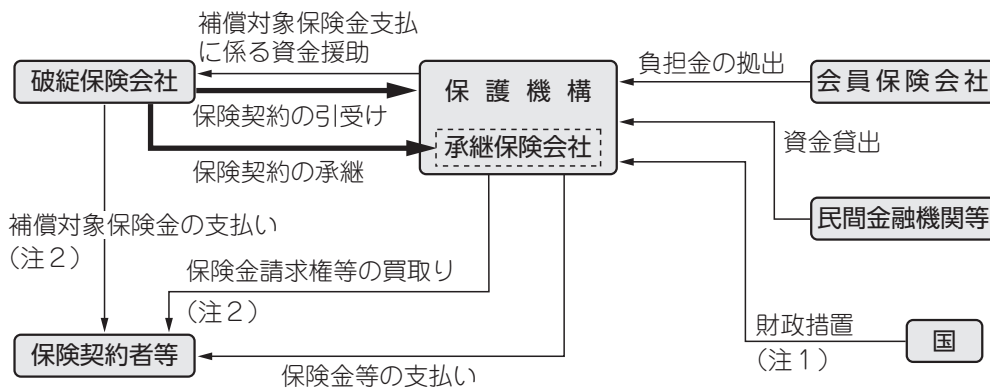 補償対象保険金支払
に係る資金援助
破綻保険会社
保護機構
負担金の拠出
会員保険会社
保険契約の引受け
承継保険会社
資金貸出
保険契約の承継
補償対象保険金の支払い
(注2)
民間金融機関等
保険金請求権等の買取り
(注2)
財政措置
(注1)
国
保険契約者等
保険金等の支払い